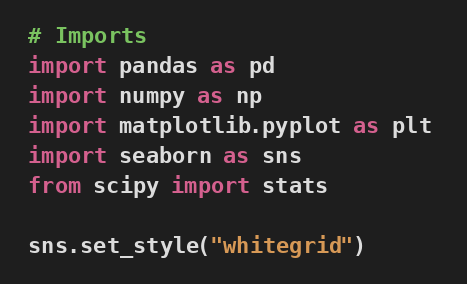 # Imports
import pandas as pd
import numpy as np
import matplotlib.pyplot as plt
import seaborn as sns
from scipy import stats
sns.set_style("whitegrid")